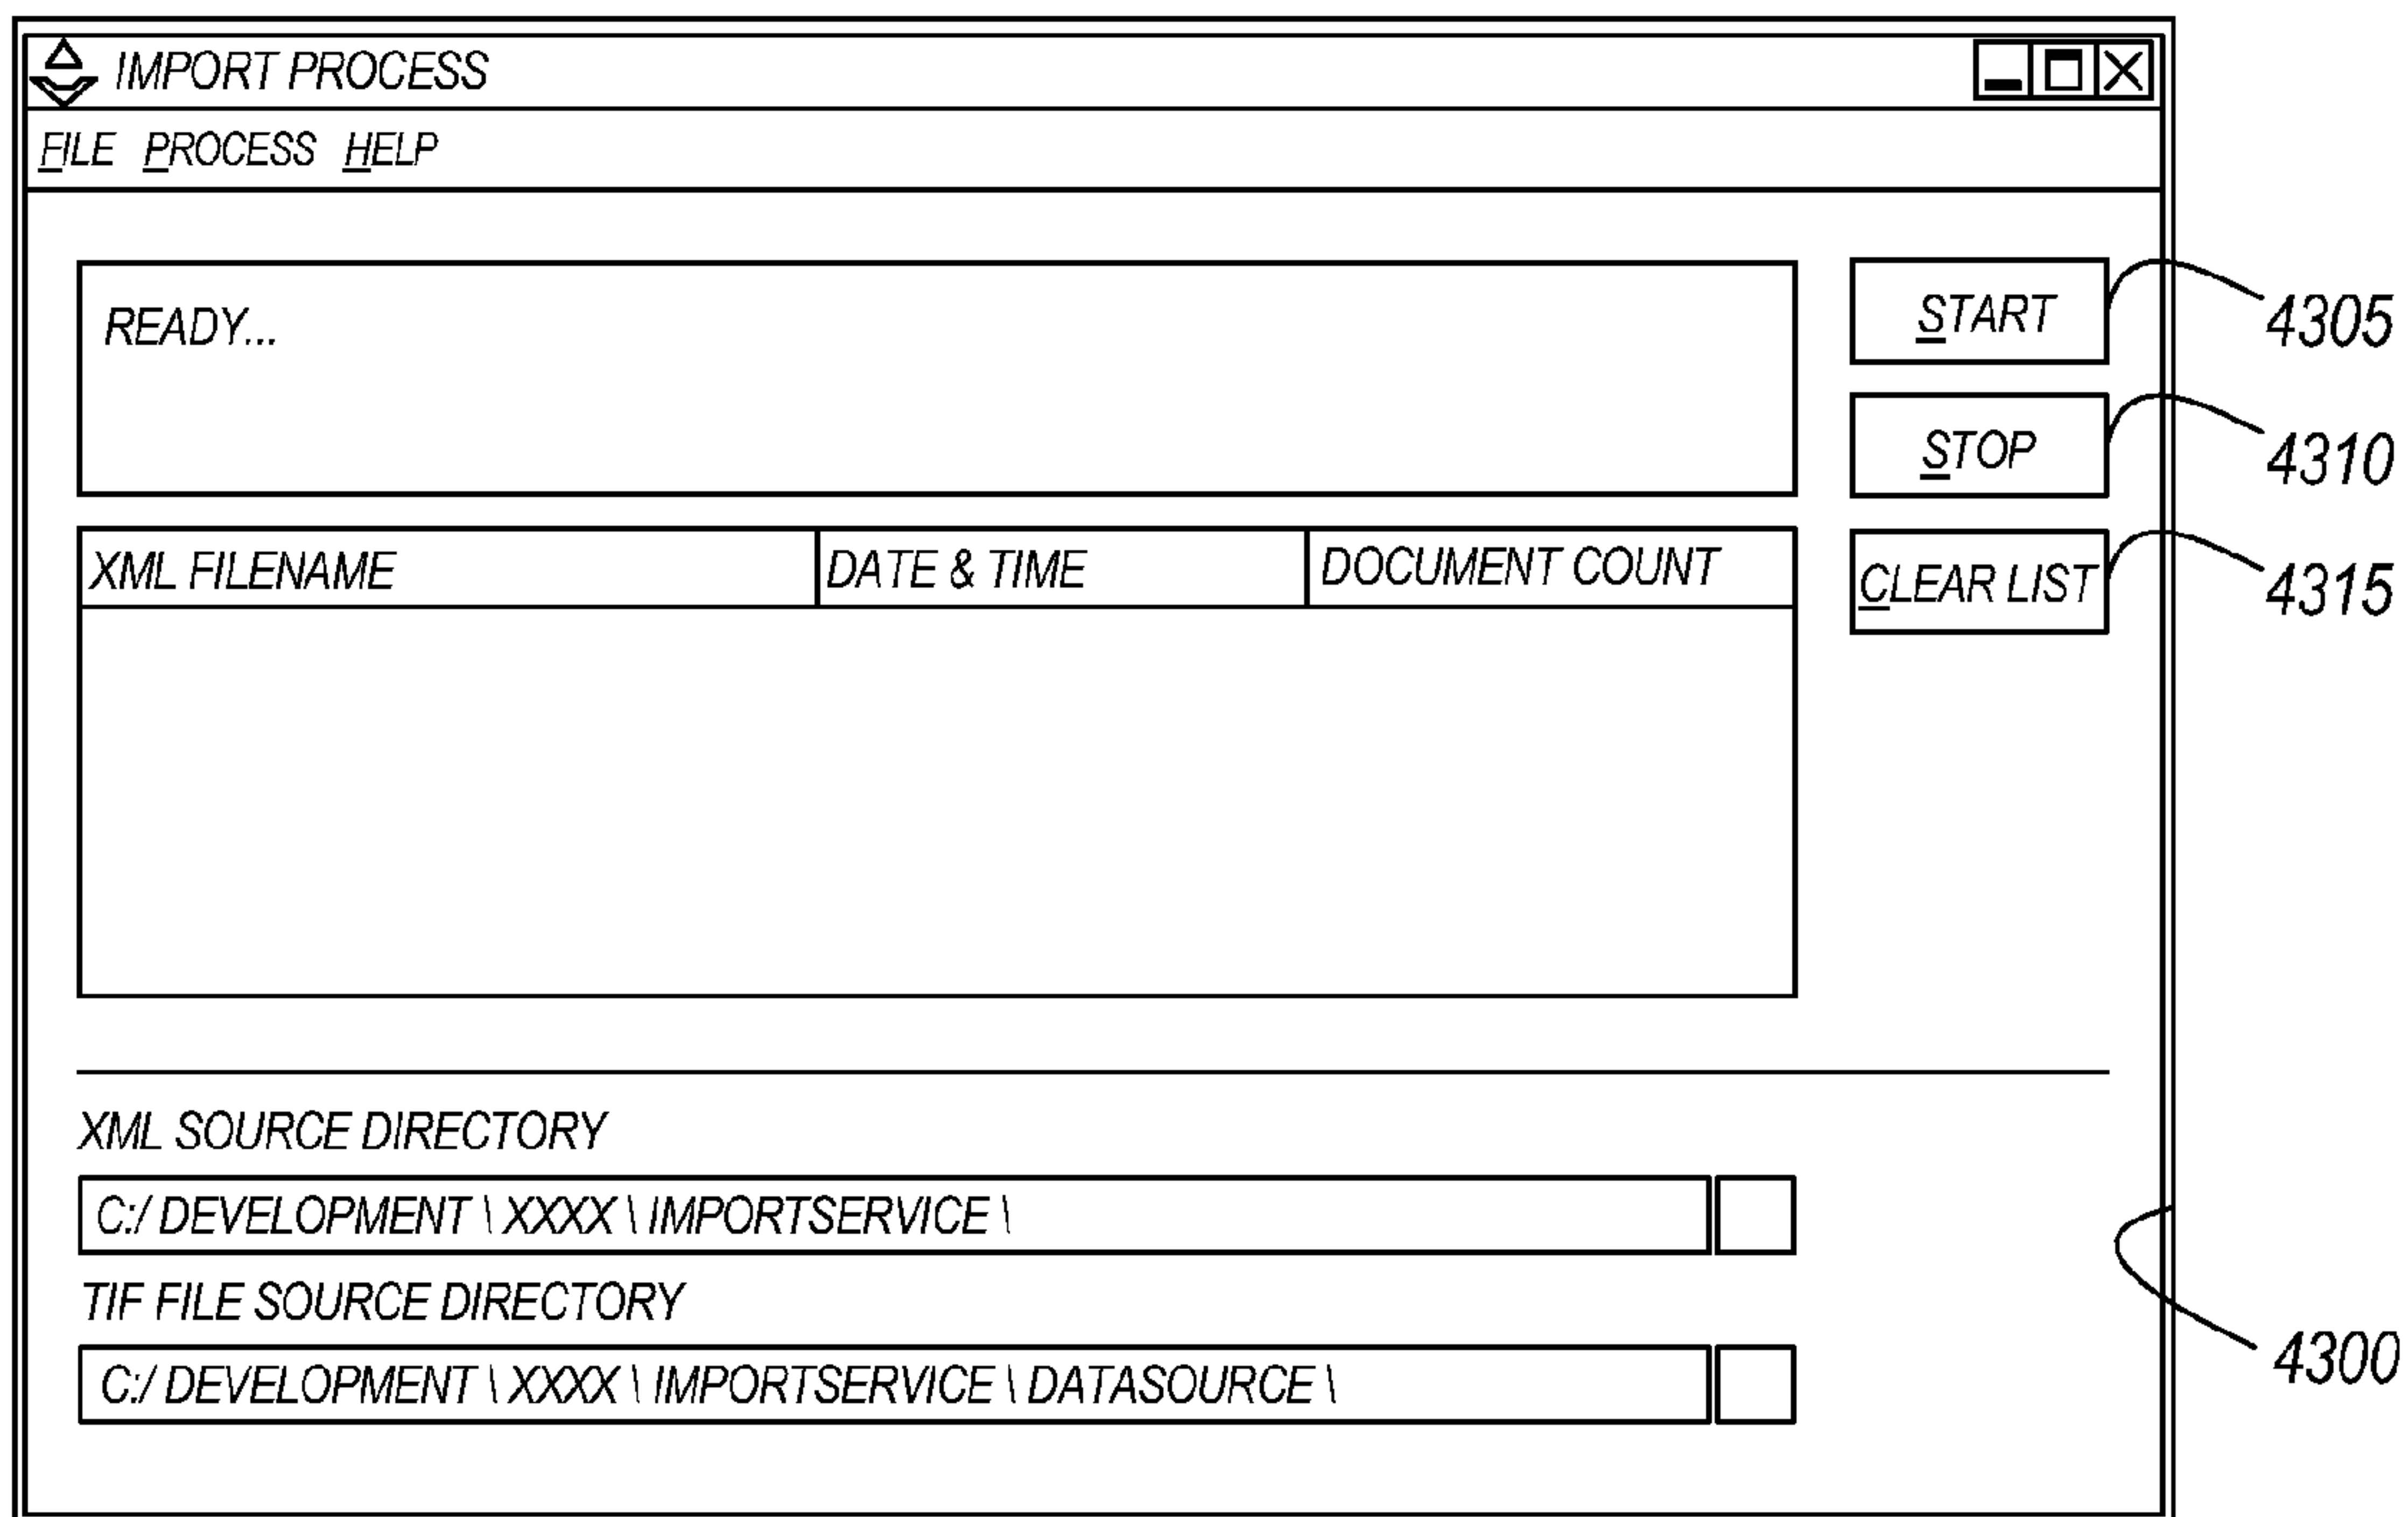 IMPORT PROCESS
FILE PROCESS HELP
READY...
START
4305
STOP
4310
XML FILENAME DATE & TIME DOCUMENT COUNT
CLEAR LIST
4315
XML SOURCE DIRECTORY
C:/ DEVELOPMENT \ XXXX \ IMPORTSERVICE \
TIF FILE SOURCE DIRECTORY
C:/ DEVELOPMENT \ XXXX \ IMPORTSERVICE \ DATASOURCE \
4300